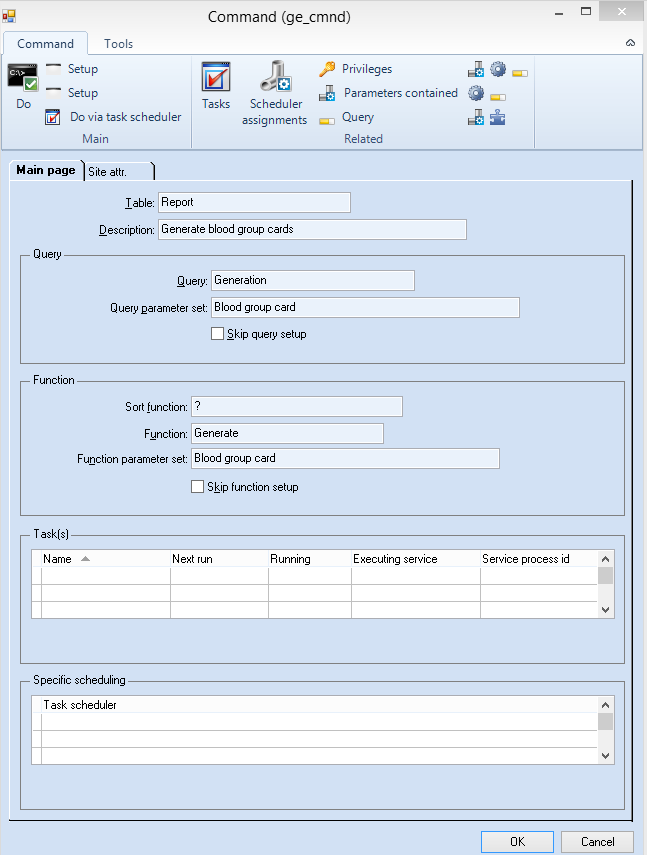 Command (ge_cmnd)
Command Tools
C:\>_ Setup Privileges
Do Setup Tasks Scheduler assignments Parameters contained
Do via task scheduler Query
Main Related
Main page Site attr.
Table: Report
Description: Generate blood group cards
Query
Query: Generation
Query parameter set: Blood group card
Skip query setup
Function
Sort function: ?
Function: Generate
Function parameter set: Blood group card
Skip function setup
Task(s)
Name Next run Running Executing service Service process id
Specific scheduling
Task scheduler
OK Cancel